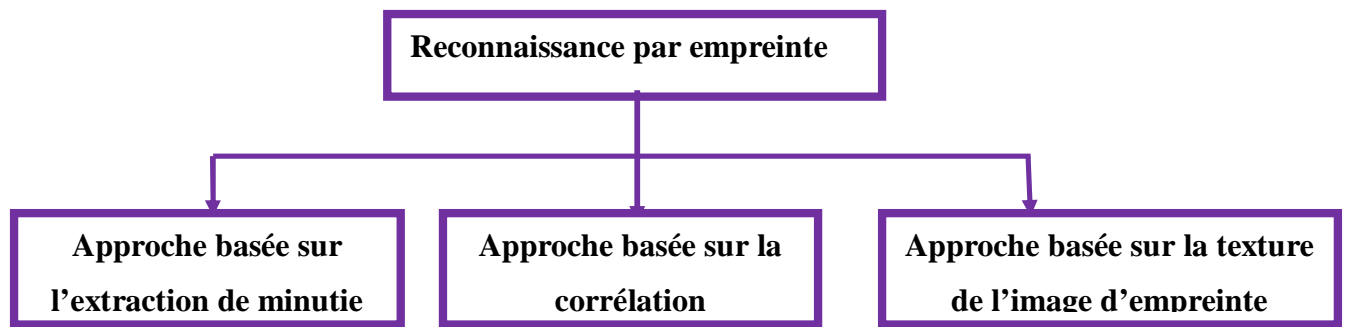 Reconnaissance par empreinte
Approche basée sur
l’extraction de minutie
Approche basée sur la
corrélation
Approche basée sur la texture
de l’image d’empreinte